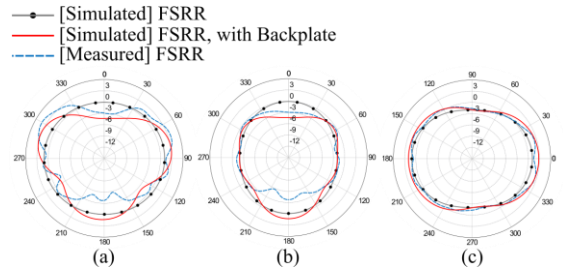 [Simulated] FSRR
[Simulated] FSRR, with Backplate
[Measured] FSRR
0 0 90
330 30 330 30 120 60
3 3 3
0 0 0
300 -3 60 300 -3 60 150 -3 30
-6 -6 -6
-9 -9 -9
-12 -12 -12
270 90 270 90 180 0
240 120 240 120 210 330
210 150 210 150 240 300
180 180 270
(a) (b) (c)